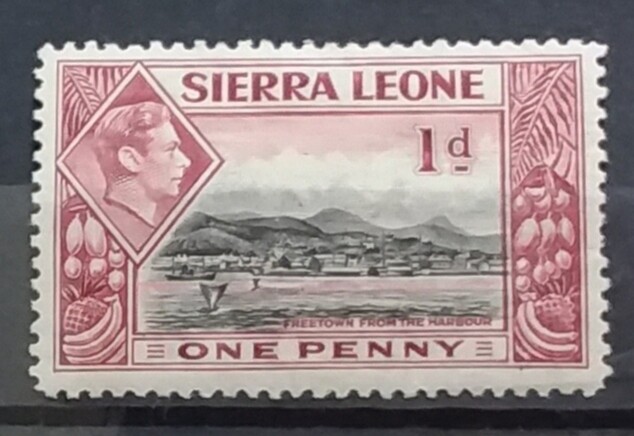 SIERRA LEONE
1d
FREETOWN FROM THE HARBOUR
ONE PENNY